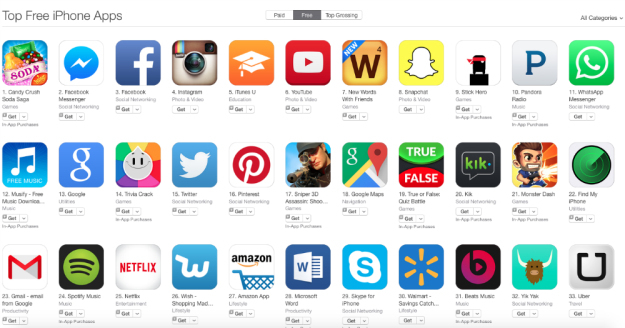 Top Free iPhone Apps
Paid Free Top Grossing
All Categories
SODA
NEW
W 4
P
1. Candy Crush Soda Saga
Games
Get
In-App Purchases
2. Facebook Messenger
Social Networking
Get
3. Facebook
Social Networking
Get
4. Instagram
Photo & Video
Get
5. iTunes U
Education
Get
6. YouTube
Photo & Video
Get
7. New Words With Friends
Games
Get
8. Snapchat
Photo & Video
Get
In-App Purchases
9. Stick Hero
Games
Get
In-App Purchases
10. Pandora Radio
Music
Get
In-App Purchases
11. WhatsApp Messenger
Social Networking
Get
FREE MUSIC
g
TRUE
FALSE
kik
12. Musify - Free Music Downloa...
Music
Get
In-App Purchases
13. Google
Utilities
Get
14. Trivia Crack
Games
Get
In-App Purchases
15. Twitter
Social Networking
Get
16. Pinterest
Social Networking
Get
17. Sniper 3D Assassin: Shoo...
Games
Get
In-App Purchases
18. Google Maps
Navigation
Get
19. True or False: Quiz Battle
Games
Get
In-App Purchases
20. Kik
Social Networking
Get
In-App Purchases
21. Monster Dash
Games
Get
In-App Purchases
22. Find My iPhone
Utilities
Get
NETFLIX
amazon
23. Gmail - email from Google
Productivity
Get
24. Spotify Music
Music
Get
25. Netflix
Entertainment
Get
26. Wish - Shopping Mad...
Lifestyle
Get
27. Amazon App
Lifestyle
Get
28. Microsoft Word
Productivity
Get
In-App Purchases
29. Skype for iPhone
Social Networking
Get
30. Walmart - Savings Catch...
Lifestyle
Get
31. Beats Music
Music
Get
In-App Purchases
32. Yik Yak
Social Networking
Get
33. Uber
Travel
Get